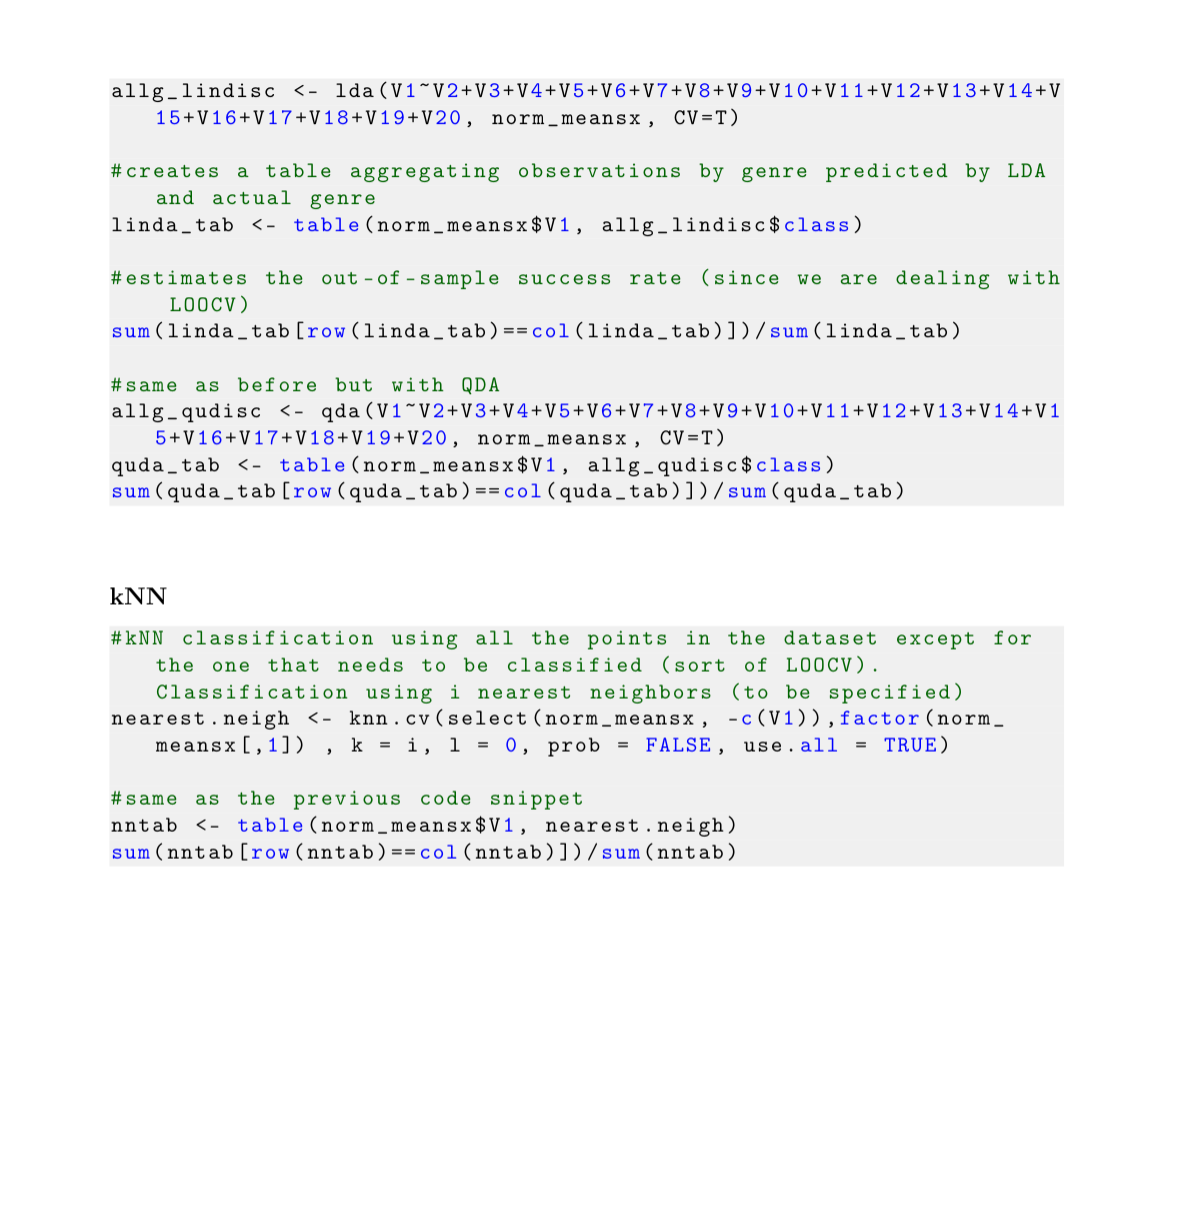 allg_lindisc <- lda(V1~V2+V3+V4+V5+V6+V7+V8+V9+V10+V11+V12+V13+V14+V
15+V16+V17+V18+V19+V20, norm_meansx, CV=T)
#creates a table aggregating observations by genre predicted by LDA
and actual genre
linda_tab <- table(norm_meansx$V1, allg_lindisc$class)
#estimates the out-of-sample success rate (since we are dealing with
LOOCV)
sum(linda_tab[row(linda_tab)==col(linda_tab)])/sum(linda_tab)
#same as before but with QDA
allg_qudisc <- qda(V1~V2+V3+V4+V5+V6+V7+V8+V9+V10+V11+V12+V13+V14+V1
5+V16+V17+V18+V19+V20, norm_meansx, CV=T)
quda_tab <- table(norm_meansx$V1, allg_qudisc$class)
sum(quda_tab[row(quda_tab)==col(quda_tab)])/sum(quda_tab)
kNN
#kNN classification using all the points in the dataset except for
the one that needs to be classified (sort of LOOCV).
Classification using i nearest neighbors (to be specified)
nearest.neigh <- knn.cv(select(norm_meansx, -c(V1)),factor(norm_
meansx[,1]) , k = i, l = 0, prob = FALSE, use.all = TRUE)
#same as the previous code snippet
nntab <- table(norm_meansx$V1, nearest.neigh)
sum(nntab[row(nntab)==col(nntab)])/sum(nntab)